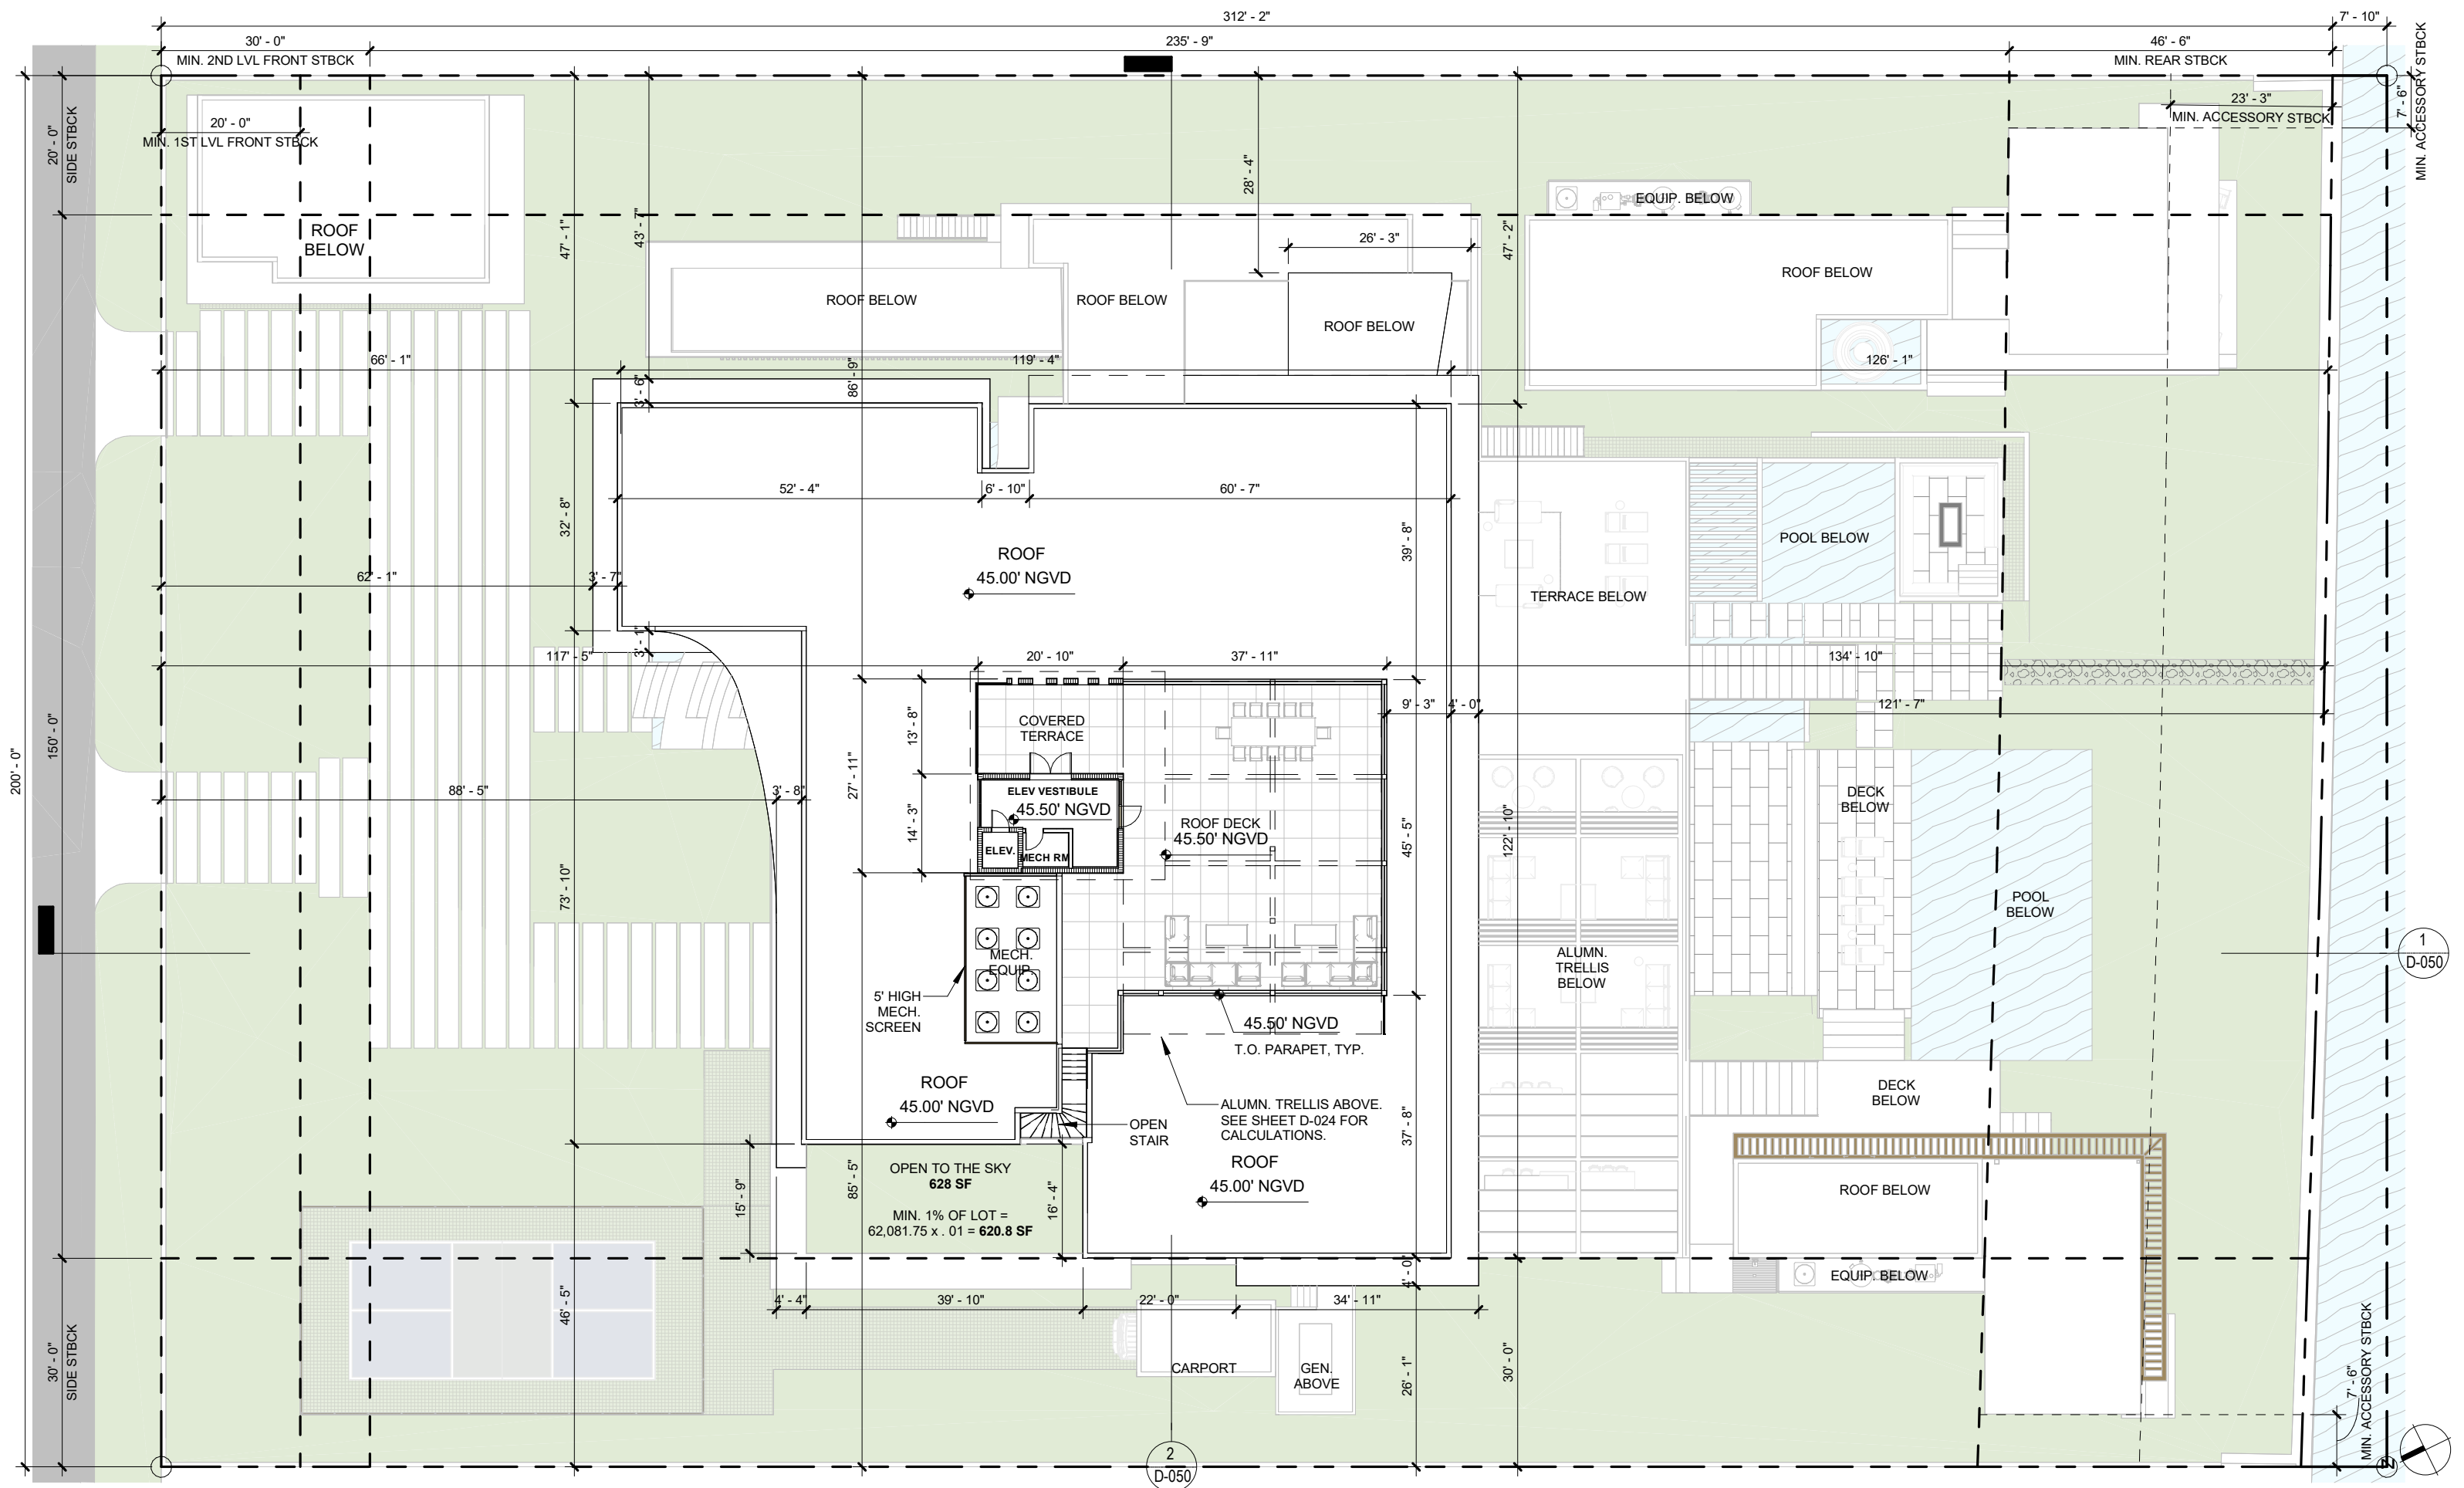 312' - 2"
7' - 10"
30' - 0"
235' - 9"
46' - 6"
MIN. 2ND LVL FRONT STBCK
MIN. REAR STBCK
MIN. ACCESSORY STBCK
7' - 6"
23' - 3"
MIN. ACCESSORY STBCK
20' - 0"
SIDE STBCK
20' - 0"
MIN. 1ST LVL FRONT STBCK
28' - 4"
EQUIP. BELOW
ROOF
BELOW
47' - 1"
43' - 7"
47' - 2"
26' - 3"
ROOF BELOW
ROOF BELOW
ROOF BELOW
ROOF BELOW
66' - 1"
119' - 4"
126' - 1"
3' - 6"
86' - 9"
52' - 4"
6' - 10"
60' - 7"
32' - 8"
39' - 8"
ROOF
45.00' NGVD
POOL BELOW
62' - 1"
3' - 7"
TERRACE BELOW
3' - 1"
117' - 5"
20' - 10"
37' - 11"
134' - 10"
9' - 3"
4' - 0"
121' - 7"
200' - 0"
150' - 0"
13' - 8"
COVERED
TERRACE
27' - 11"
88' - 5"
3' - 8"
ELEV VESTIBULE
45.50' NGVD
14' - 3"
ELEV.
MECH RM
ROOF DECK
45.50' NGVD
45' - 5"
122' - 10"
DECK
BELOW
73' - 10"
POOL
BELOW
1
D-050
MECH.
EQUIP.
ALUMN.
TRELLIS
BELOW
5' HIGH
MECH.
SCREEN
45.50' NGVD
T.O. PARAPET, TYP.
ROOF
45.00' NGVD
ALUMN. TRELLIS ABOVE.
SEE SHEET D-024 FOR
CALCULATIONS.
OPEN
STAIR
DECK
BELOW
37' - 8"
ROOF
45.00' NGVD
OPEN TO THE SKY
628 SF
MIN. 1% OF LOT =
62,081.75 x . 01 = 620.8 SF
15' - 9"
85' - 5"
16' - 4"
ROOF BELOW
EQUIP. BELOW
4' - 0"
46' - 5"
4' - 4"
39' - 10"
22' - 0"
34' - 11"
30' - 0"
SIDE STBCK
CARPORT
GEN.
ABOVE
26' - 1"
30' - 0"
7' - 6"
MIN. ACCESSORY STBCK
2
D-050